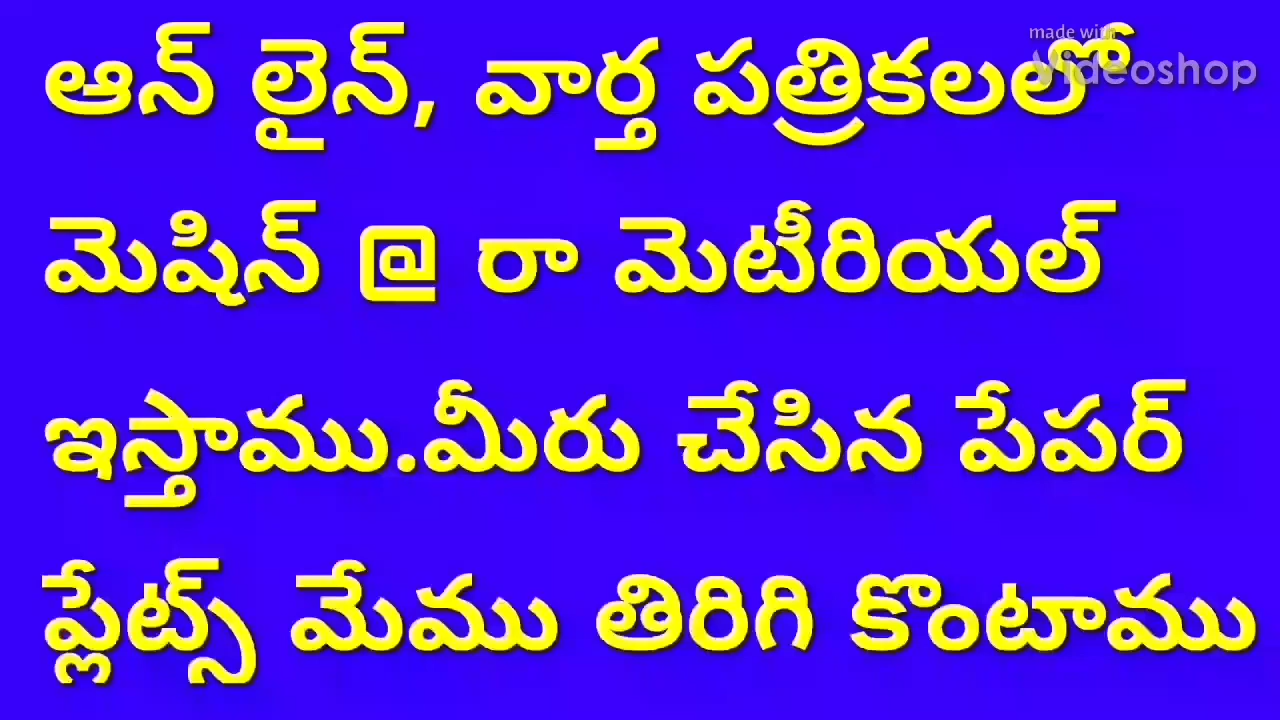 made with
Videoshop
ఆన్ లైన్, వార్త పత్రికలలో
మెషిన్ @ రా మెటీరియల్
ఇస్తాము.మీరు చేసిన పేపర్
ప్లేట్స్ మేము తిరిగి కొంటాము